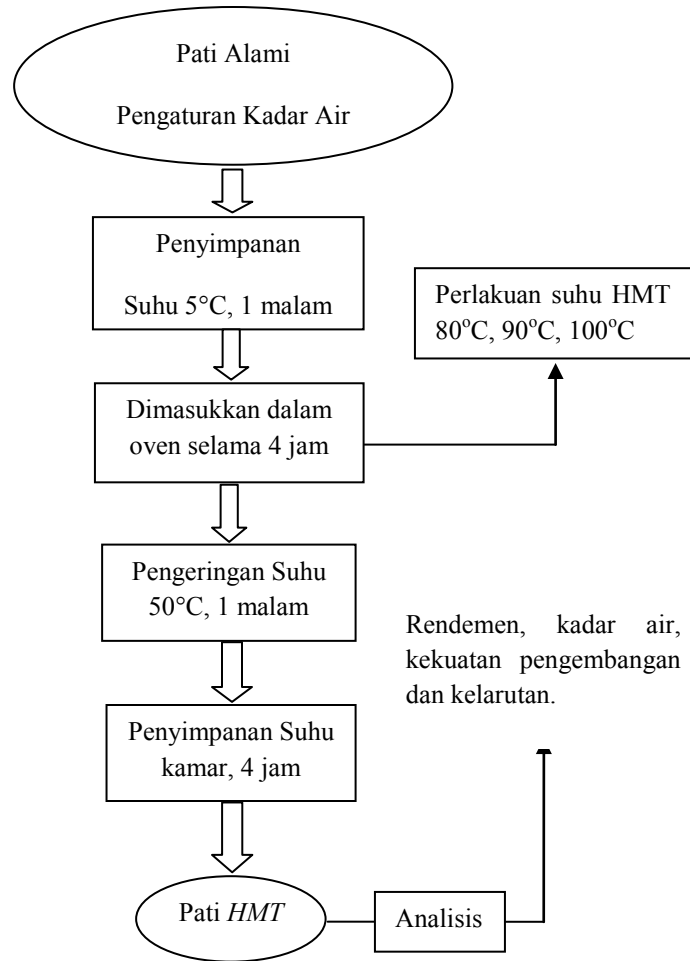 Pati Alami
Pengaturan Kadar Air
Penyimpanan
Suhu 5°C, 1 malam
Perlakuan suhu HMT
80°C, 90°C, 100°C
Dimasukkan dalam
oven selama 4 jam
Pengeringan Suhu
50°C, 1 malam
Rendemen, kadar air,
kekuatan pengembangan
dan kelarutan.
Penyimpanan Suhu
kamar, 4 jam
Pati HMT
Analisis